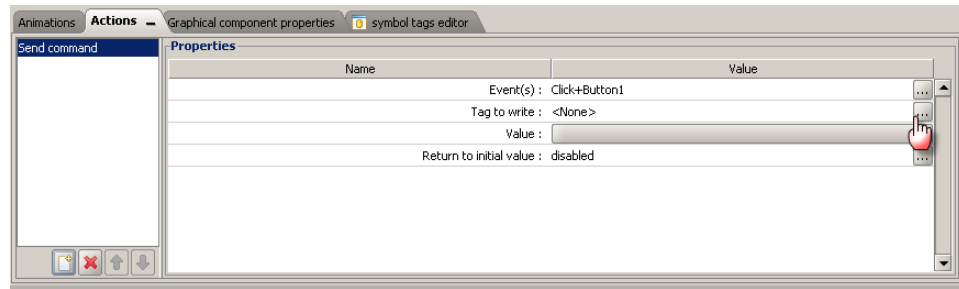 Animations Actions Graphical component properties symbol tags editor
Send command Properties
Name Value
Event(s) : Click+Button1 ...
Tag to write : <None> ...
Value :
Return to initial value : disabled ...